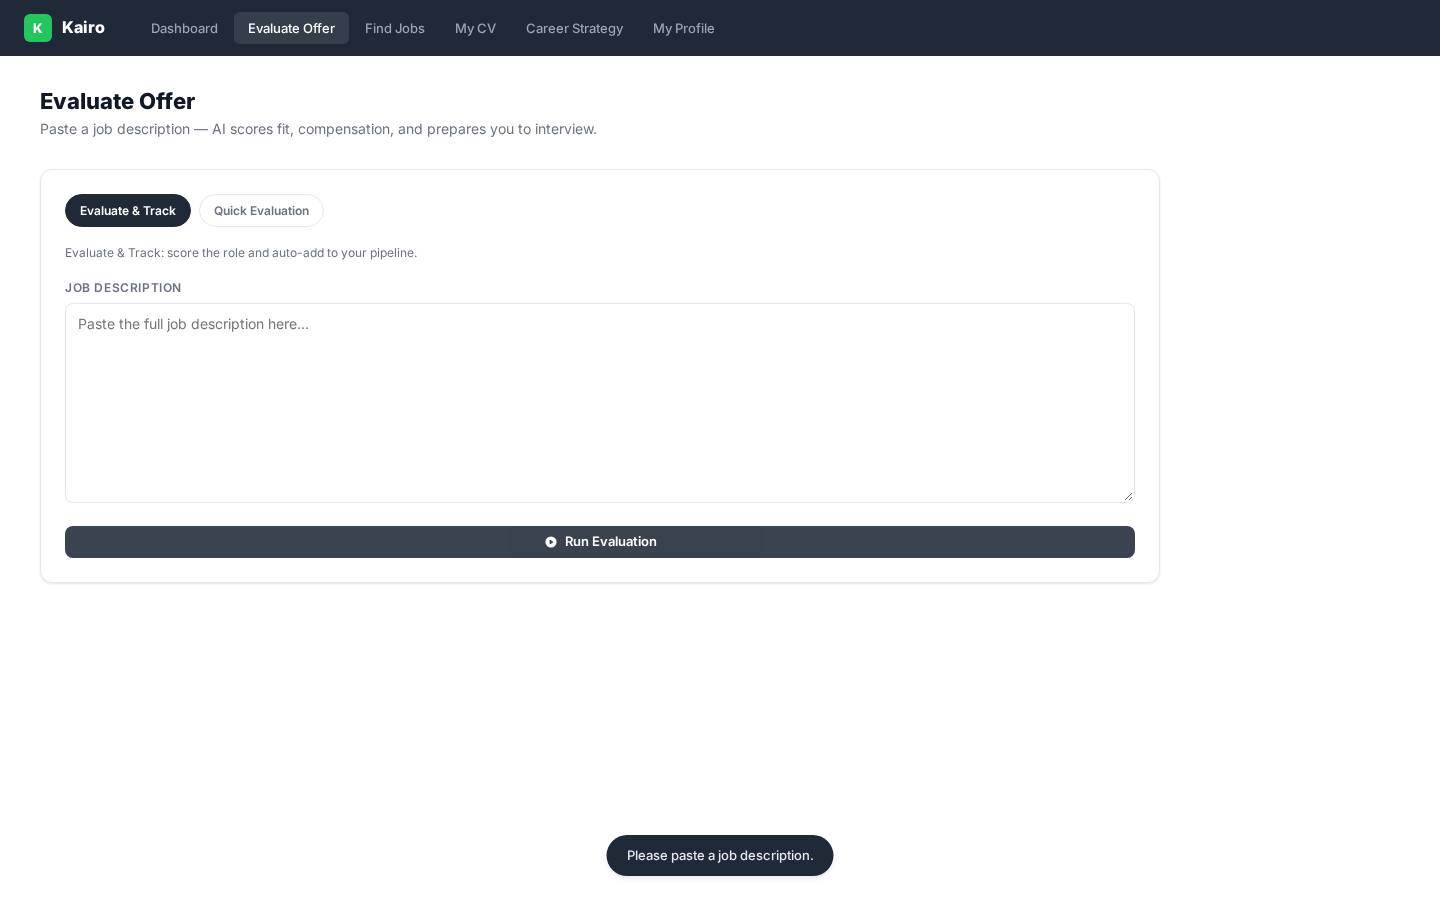 K Kairo Dashboard Evaluate Offer Find Jobs My CV Career Strategy My Profile
Evaluate Offer
Paste a job description — AI scores fit, compensation, and prepares you to interview.
Evaluate & Track Quick Evaluation
Evaluate & Track: score the role and auto-add to your pipeline.
JOB DESCRIPTION
Paste the full job description here...
Run Evaluation
Please paste a job description.